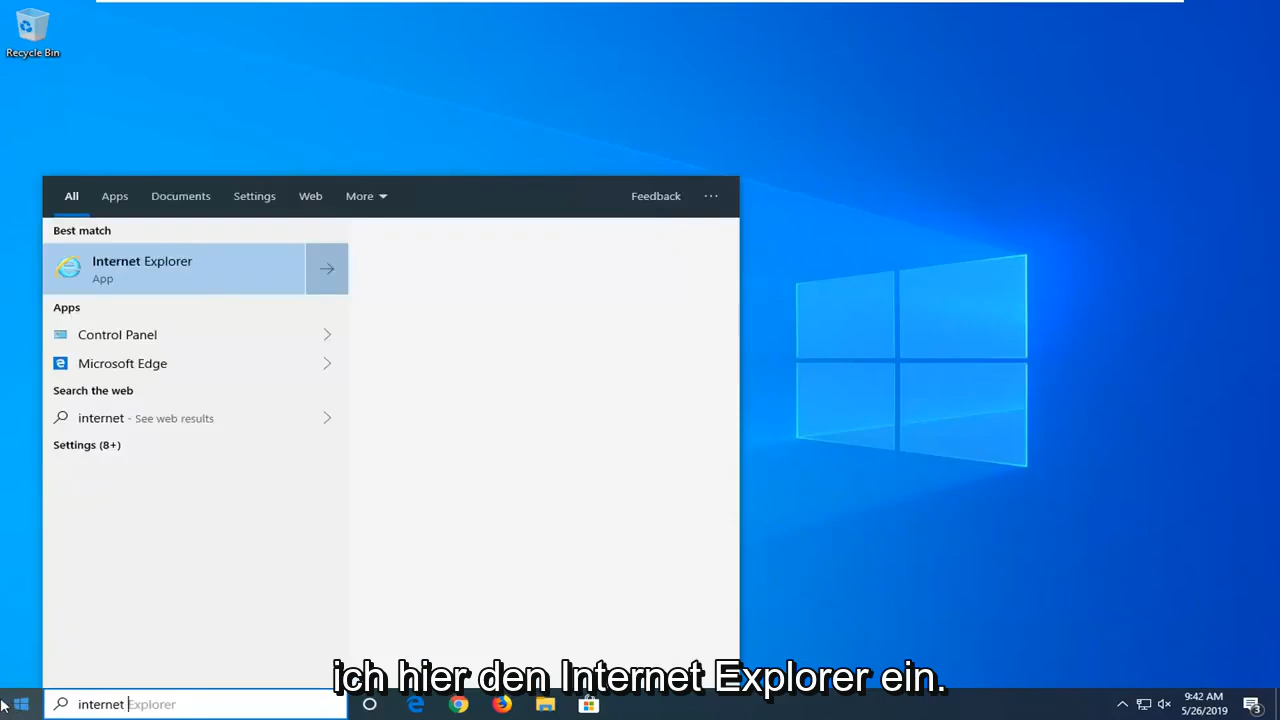 Recycle Bin
All Apps Documents Settings Web More Feedback ...
Best match
Internet Explorer
App
Apps
Control Panel
Microsoft Edge
Search the web
internet - See web results
Settings (8+)
ich hier den Internet Explorer ein.
internet Explorer
9:42 AM
5/26/2019
3